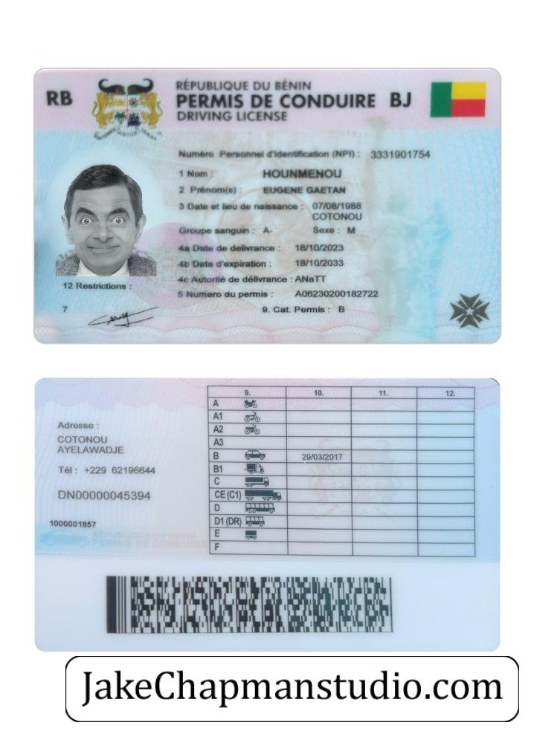 RB
RÉPUBLIQUE DU BÉNIN
PERMIS DE CONDUIRE BJ
DRIVING LICENSE
Numéro Personnel d'Identification (NPI) : 3331901754
1 Nom : HOUNMENOU
2 Prénom(s) : EUGENE GAETAN
3 Date et lieu de naissance : 07/08/1988
COTONOU
Groupe sanguin : A- Sexe : M
4a Date de délivrance : 18/10/2023
4b Date d'expiration : 18/10/2033
4c Autorité de délivrance : ANaTT
5 Numéro du permis : A06230200182722
9. Cat. Permis : B
12 Restrictions :
7
Adresse :
COTONOU
AYELAWADJE
Tél : +229 62196644
DN00000045394
1000001857
9. 10. 11. 12.
A
A1
A2
A3
B 29/03/2017
B1
C
CE (C1)
D
D1 (DR)
E
F
JakeChapmanstudio.com